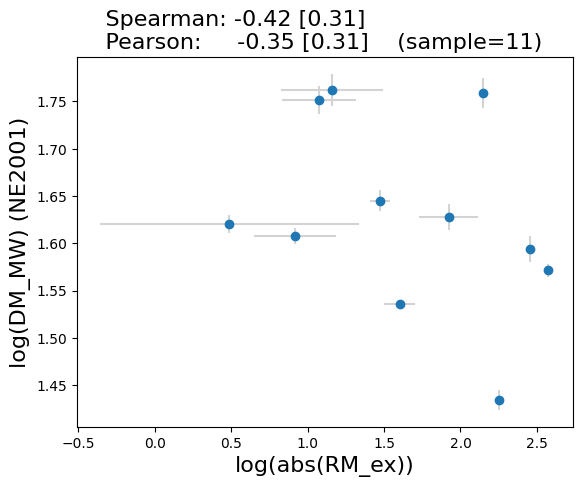 Spearman: -0.42 [0.31]
Pearson: -0.35 [0.31] (sample=11)
log(DM_MW) (NE2001)
1.75
1.70
1.65
1.60
1.55
1.50
1.45
-0.5 0.0 0.5 1.0 1.5 2.0 2.5
log(abs(RM_ex))